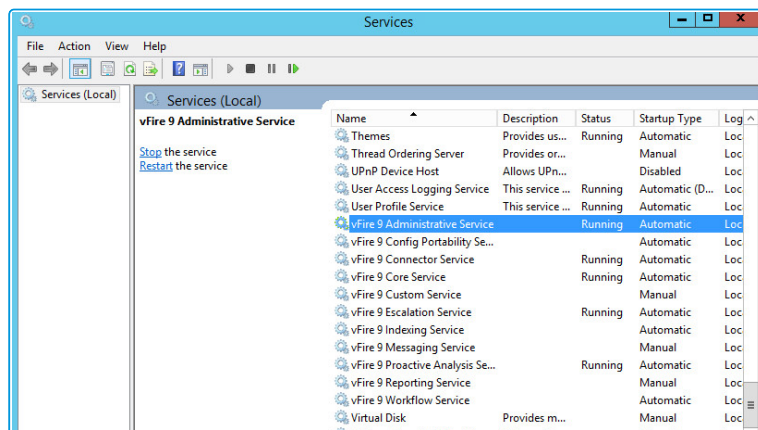 Services
File Action View Help
Services (Local)
Services (Local)
vFire 9 Administrative Service
Stop the service
Restart the service
Name Description Status Startup Type Log
Themes Provides us... Running Automatic Loc
Thread Ordering Server Provides or... Manual Loc
UPnP Device Host Allows UPn... Disabled Loc
User Access Logging Service This service ... Running Automatic (D... Loc
User Profile Service This service ... Running Automatic Loc
vFire 9 Administrative Service Running Automatic Loc
vFire 9 Config Portability Se... Automatic Loc
vFire 9 Connector Service Running Automatic Loc
vFire 9 Core Service Running Automatic Loc
vFire 9 Custom Service Manual Loc
vFire 9 Escalation Service Running Automatic Loc
vFire 9 Indexing Service Automatic Loc
vFire 9 Messaging Service Manual Loc
vFire 9 Proactive Analysis Se... Running Automatic Loc
vFire 9 Reporting Service Manual Loc
vFire 9 Workflow Service Automatic Loc
Virtual Disk Provides m... Manual Loc